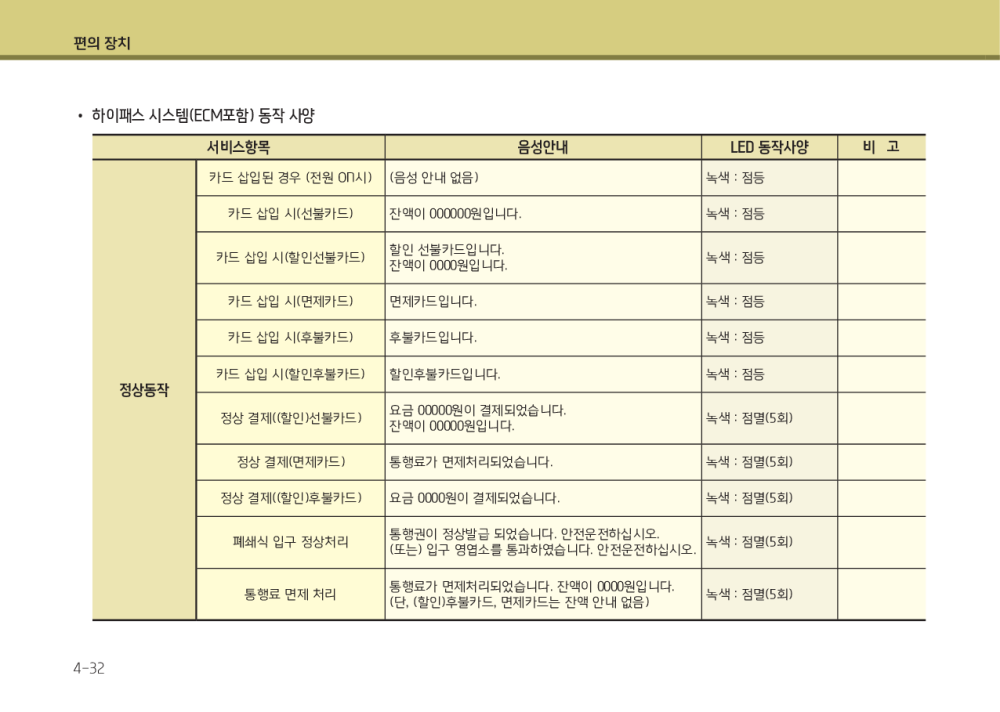 편의 장치
• 하이패스 시스템(ECM포함) 동작 사양
서비스항목 음성안내 LED 동작사양 비 고
정상동작
카드 삽입된 경우 (전원 ON시) (음성 안내 없음) 녹색 : 점등
카드 삽입 시(선불카드) 잔액이 000000원입니다. 녹색 : 점등
카드 삽입 시(할인선불카드) 할인 선불카드입니다. 녹색 : 점등
잔액이 0000원입니다.
카드 삽입 시(면제카드) 면제카드입니다. 녹색 : 점등
카드 삽입 시(후불카드) 후불카드입니다. 녹색 : 점등
카드 삽입 시(할인후불카드) 할인후불카드입니다. 녹색 : 점등
정상 결제((할인)선불카드) 요금 00000원이 결제되었습니다. 녹색 : 점멸(5회)
잔액이 00000원입니다.
정상 결제(면제카드) 통행료가 면제처리되었습니다. 녹색 : 점멸(5회)
정상 결제((할인)후불카드) 요금 0000원이 결제되었습니다. 녹색 : 점멸(5회)
폐쇄식 입구 정상처리 통행권이 정상발급 되었습니다. 안전운전하십시오. 녹색 : 점멸(5회)
(또는) 입구 영엽소를 통과하였습니다. 안전운전하십시오.
통행료 면제 처리 통행료가 면제처리되었습니다. 잔액이 0000원입니다. 녹색 : 점멸(5회)
(단, (할인)후불카드, 면제카드는 잔액 안내 없음)
4-32